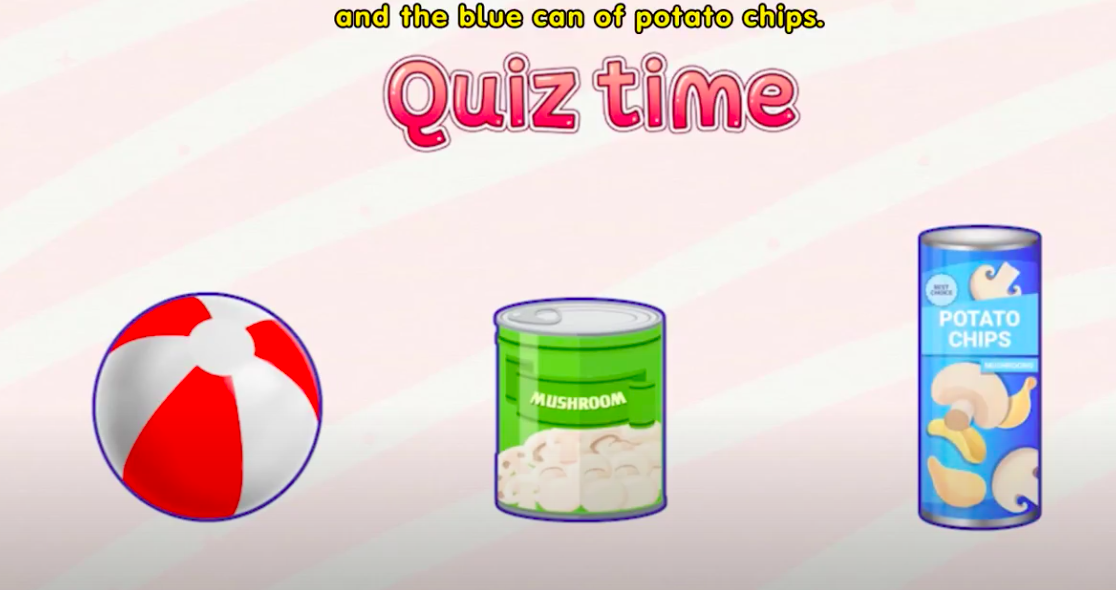 and the blue can of potato chips.
Quiz time
MUSHROOM
BEST
CHOICE
POTATO
CHIPS
MUSHROOMS